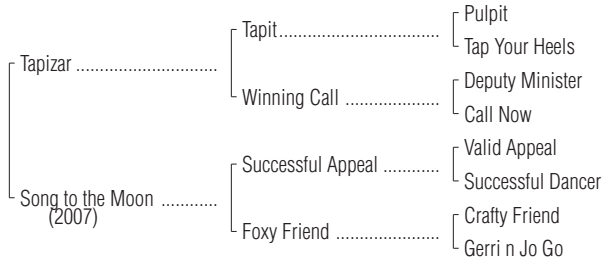 Pulpit
Tapit................................
Tap Your Heels
Tapizar ............................
Deputy Minister
Winning Call ...................
Call Now
Valid Appeal
Successful Appeal ...........
Successful Dancer
Song to the Moon ...........
(2007)
Crafty Friend
Foxy Friend .....................
Gerri n Jo Go